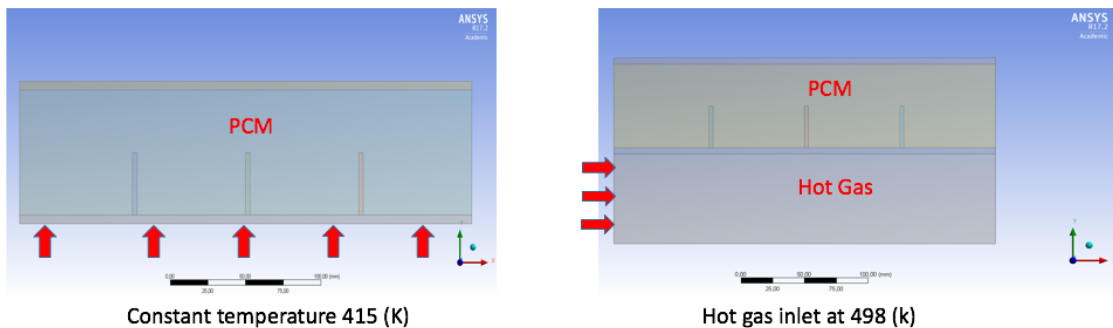 ANSYS
R17.2
Academic
PCM
Y
X
0,00
50,00
100,00 (mm)
25,00
75,00
Constant temperature 415 (K)
ANSYS
R17.2
Academic
PCM
Hot Gas
Y
0,00
50,00
100,00 (mm)
25,00
75,00
Hot gas inlet at 498 (k)